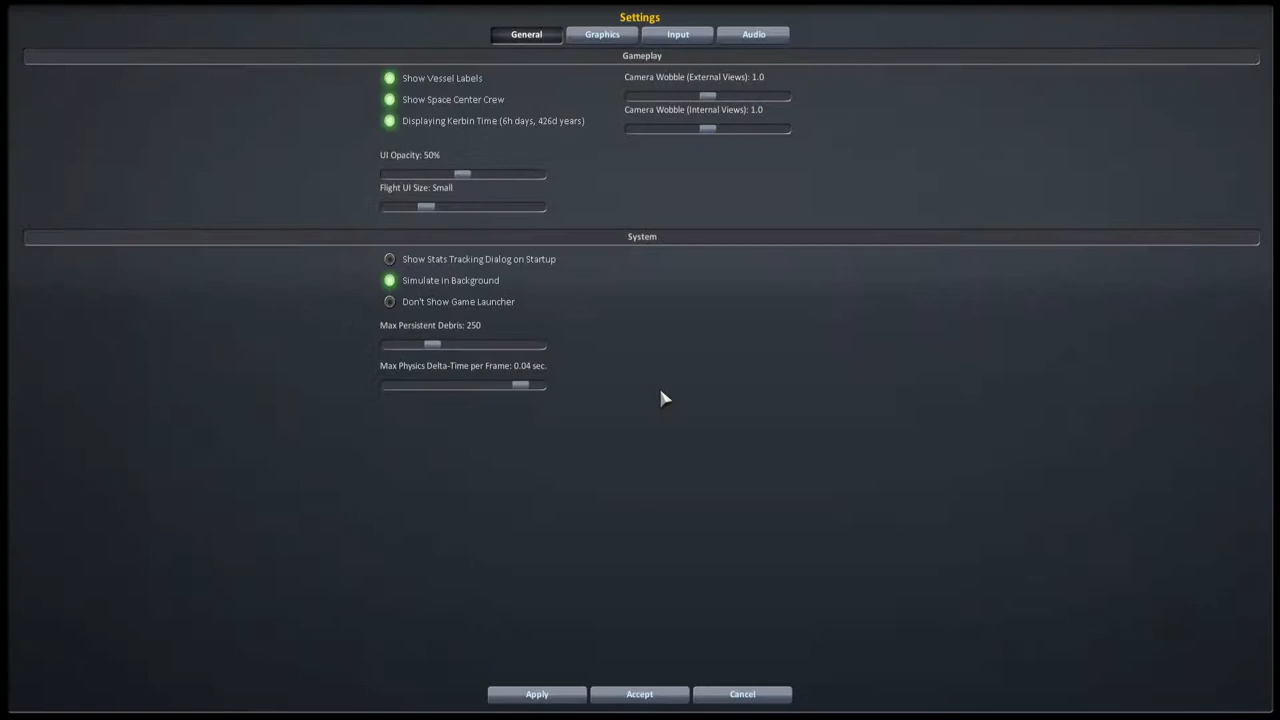 Settings
General
Graphics
Input
Audio
Gameplay
Show Vessel Labels
Show Space Center Crew
Displaying Kerbin Time (6h days, 426d years)
Camera Wobble (External Views): 1.0
Camera Wobble (Internal Views): 1.0
UI Opacity: 50%
Flight UI Size: Small
System
Show Stats Tracking Dialog on Startup
Simulate in Background
Don't Show Game Launcher
Max Persistent Debris: 250
Max Physics Delta-Time per Frame: 0.04 sec.
Apply
Accept
Cancel